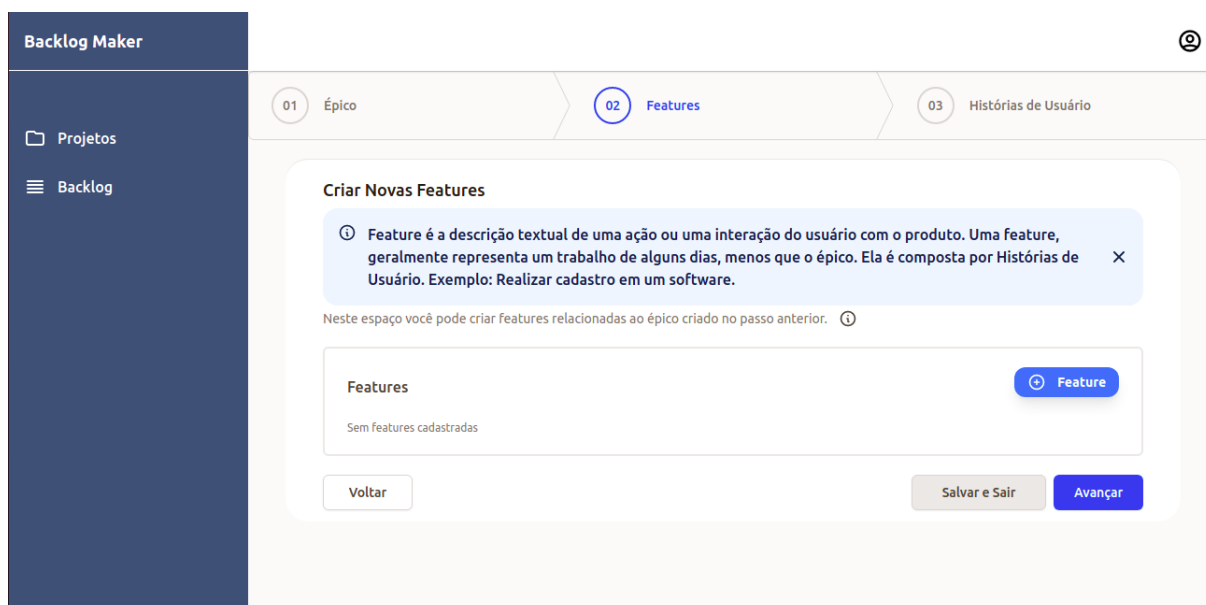 Backlog Maker
Projetos
Backlog
01 Épico
02 Features
03 Histórias de Usuário
Criar Novas Features
Feature é a descrição textual de uma ação ou uma interação do usuário com o produto. Uma feature,
geralmente representa um trabalho de alguns dias, menos que o épico. Ela é composta por Histórias de
Usuário. Exemplo: Realizar cadastro em um software.
Neste espaço você pode criar features relacionadas ao épico criado no passo anterior.
Features
Feature
Sem features cadastradas
Voltar
Salvar e Sair
Avançar